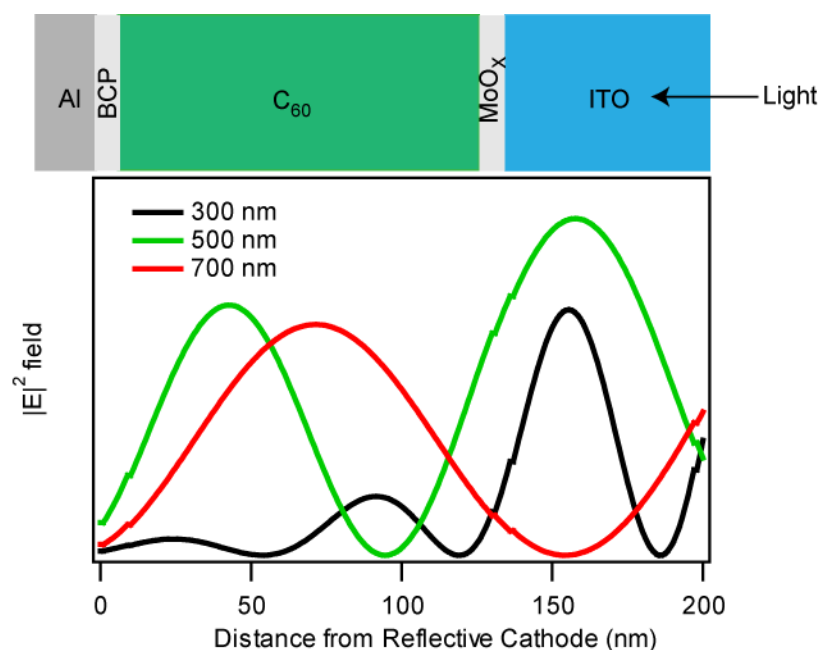 Al
BCP
C₆₀
MoOₓ
ITO
Light
300 nm
500 nm
700 nm
|E|² field
0
50
100
150
200
Distance from Reflective Cathode (nm)